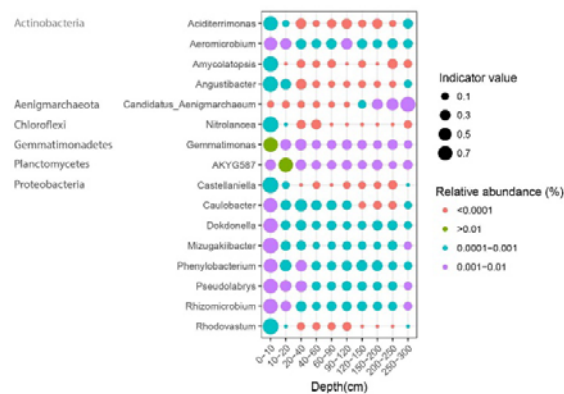 Actinobacteria
Aciditerrimonas
Aeromicrobium
Amycolatopsis
Angustibacter
Aenigmarchaeota Candidatus_Aenigmarchaeum
Chloroflexi Nitrolancea
Gemmatimonadetes Gemmatimonas
Planctomycetes AKYG587
Proteobacteria Castellaniella
Caulobacter
Dokdonella
Mizugakiibacter
Phenylobacterium
Pseudolabrys
Rhizomicrobium
Rhodovastum
0−10 10−20 20−40 40−60 60−90 90−120 120−150 150−200 200−250 250−300
Depth(cm)
Indicator value
0.1
0.3
0.5
0.7
Relative abundance (%)
<0.0001
>0.01
0.0001−0.001
0.001−0.01